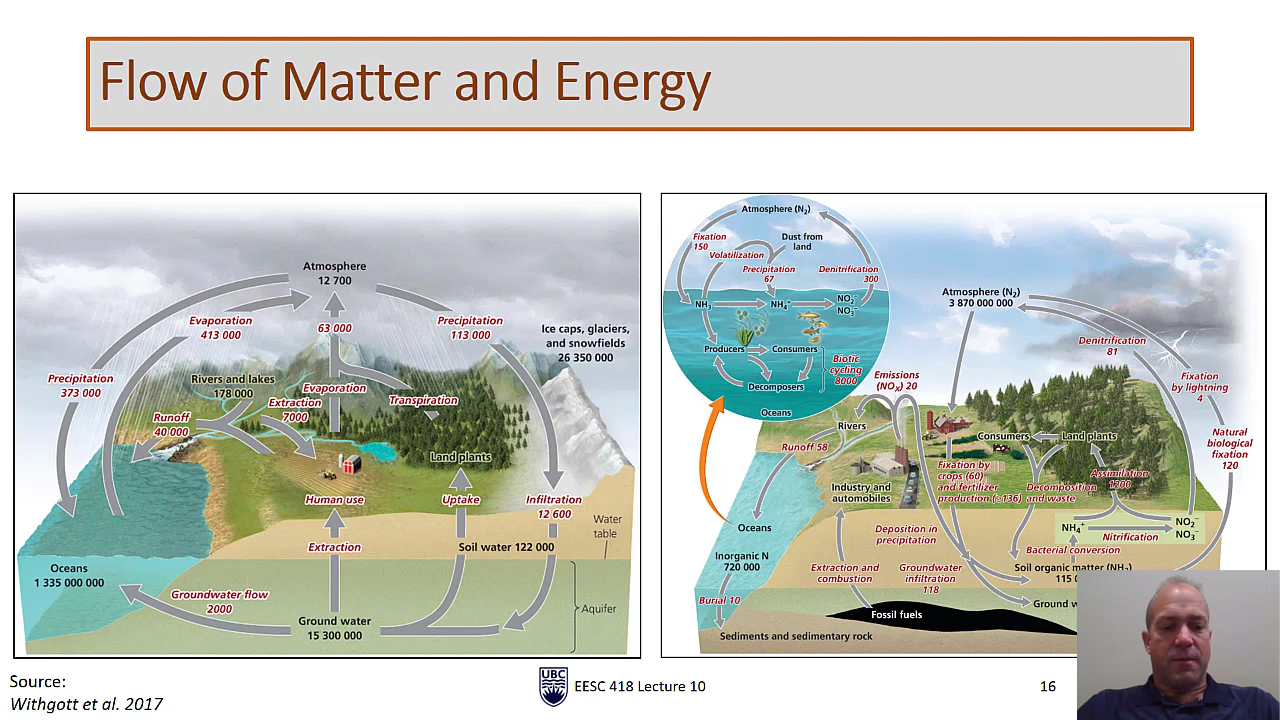 Flow of Matter and Energy
Atmosphere
12 700
Evaporation
413 000
63 000
Precipitation
113 000
Ice caps, glaciers,
and snowfields
26 350 000
Precipitation
373 000
Rivers and lakes
178 000
Evaporation
Extraction
7000
Transpiration
Runoff
40 000
Land plants
Human use
Uptake
Infiltration
12 600
Water
table
Extraction
Soil water 122 000
Oceans
1 335 000 000
Groundwater flow
2000
Aquifer
Ground water
15 300 000
Atmosphere (N2)
Fixation
150
Dust from
land
Volatilization
Precipitation
67
Denitrification
300
NH3
NH4+
NO2−
NO3−
Producers
Consumers
Biotic
cycling
8000
Decomposers
Oceans
Atmosphere (N2)
3 870 000 000
Denitrification
81
Emissions
(NOX) 20
Fixation
by lightning
4
Rivers
Consumers
Land plants
Natural
biological
fixation
120
Runoff 58
Fixation by
crops (60)
and fertilizer
production (≥136)
Assimilation
1200
Industry and
automobiles
Decomposition
and waste
Oceans
NH4+
NO2−
NO3−
Nitrification
Deposition in
precipitation
Bacterial conversion
Inorganic N
720 000
Extraction and
combustion
Groundwater
infiltration
118
Soil organic matter (NH3)
115
Burial 10
Ground
Fossil fuels
Sediments and sedimentary rock
Source:
Withgott et al. 2017
UBC
EESC 418 Lecture 10
16